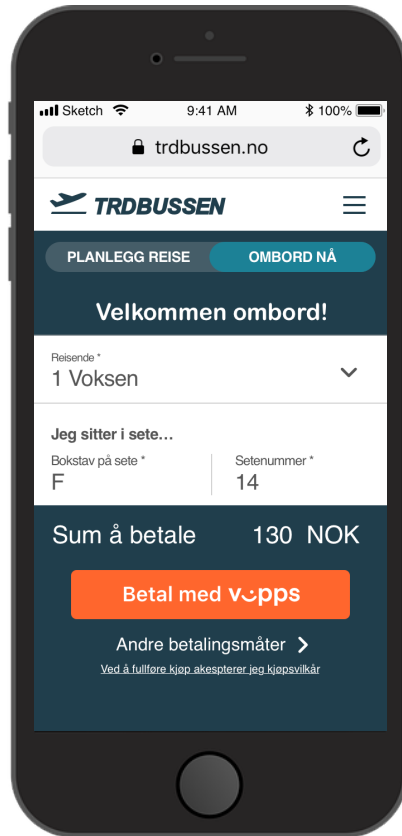 Sketch 9:41 AM 100%
trdbussen.no
TRDBUSSEN
PLANLEGG REISE OMBORD NÅ
Velkommen ombord!
Reisende *
1 Voksen
Jeg sitter i sete...
Bokstav på sete * Setenummer *
F 14
Sum å betale 130 NOK
Betal med vipps
Andre betalingsmåter
Ved å fullføre kjøp akespterer jeg kjøpsvilkår